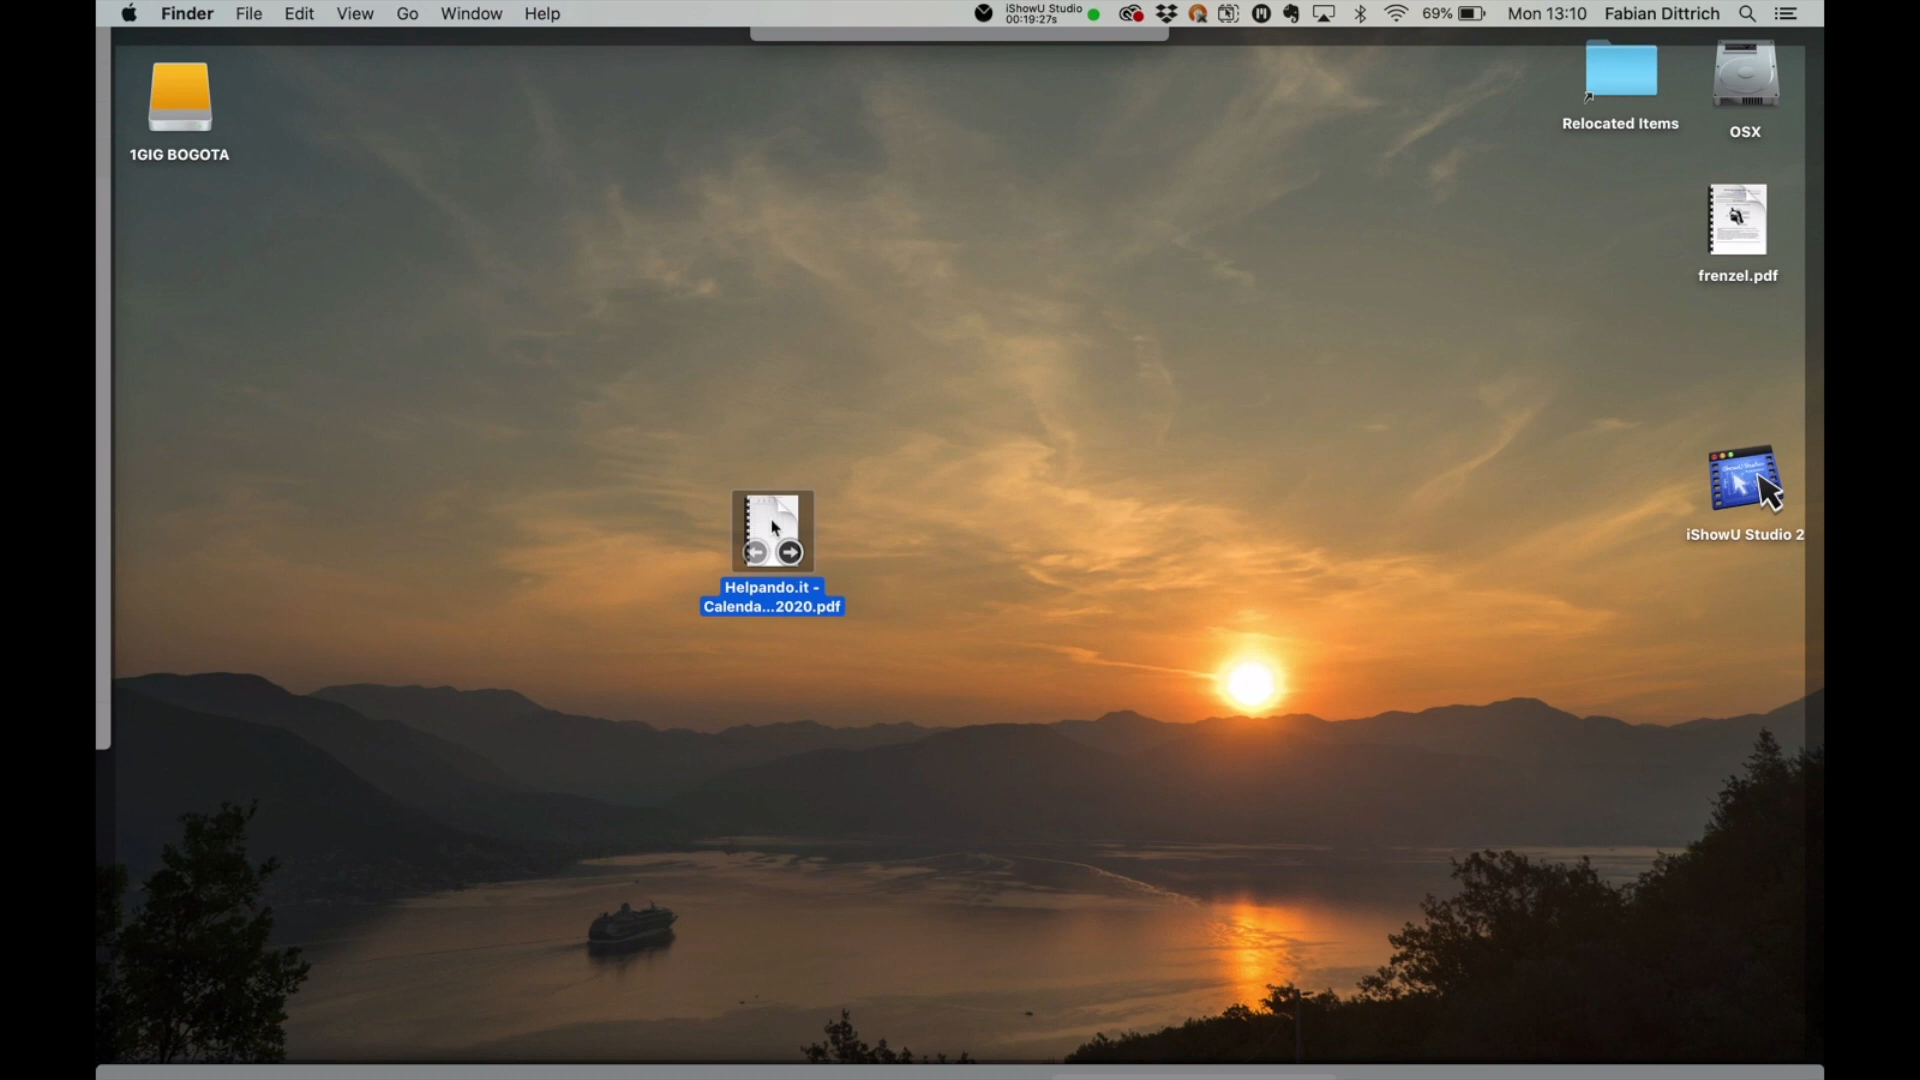 Finder File Edit View Go Window Help
iShowU Studio
00:19:27s
69% Mon 13:10 Fabian Dittrich
1GIG BOGOTA
Relocated Items
OSX
frenzel.pdf
iShowU Studio 2
Helpando.it -
Calenda...2020.pdf